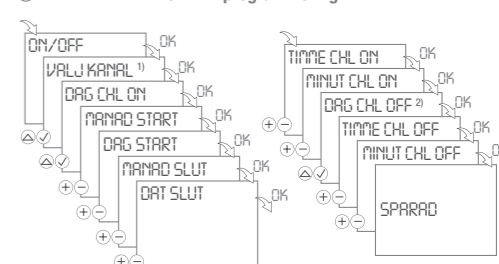 ON/OFF
OK
VALJ KANAL 1)
OK
DAG CHL ON
OK
MANAD START
OK
DAG START
OK
MANAD SLUT
OK
DAT SLUT
OK
TIMME CHL ON
OK
MINUT CHL ON
OK
DAG CHL OFF 2)
OK
TIMME CHL OFF
OK
MINUT CHL OFF
SPARAD